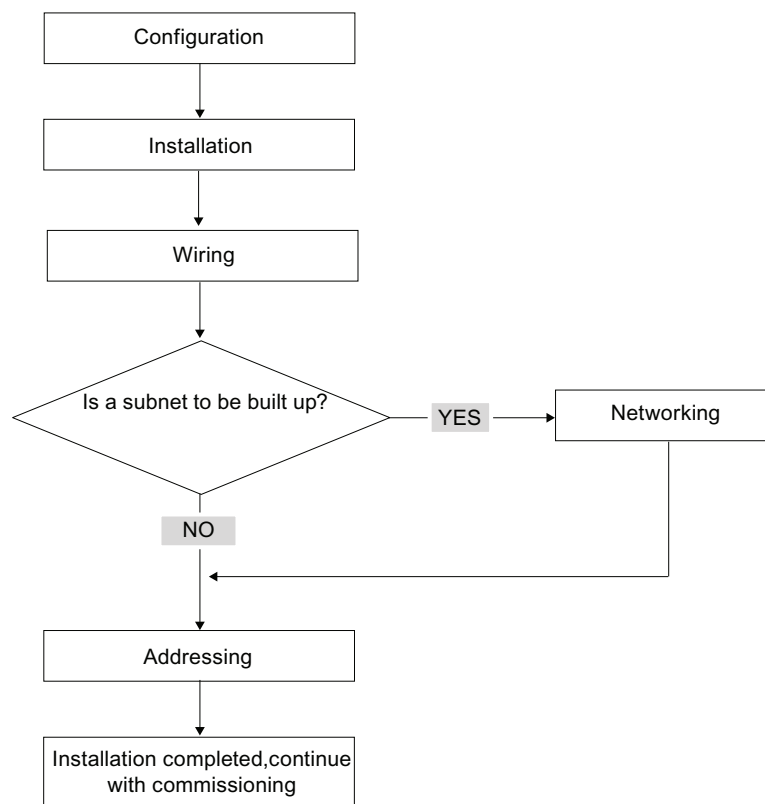 Configuration
Installation
Wiring
Is a subnet to be built up?
YES
Networking
NO
Addressing
Installation completed,continue
with commissioning